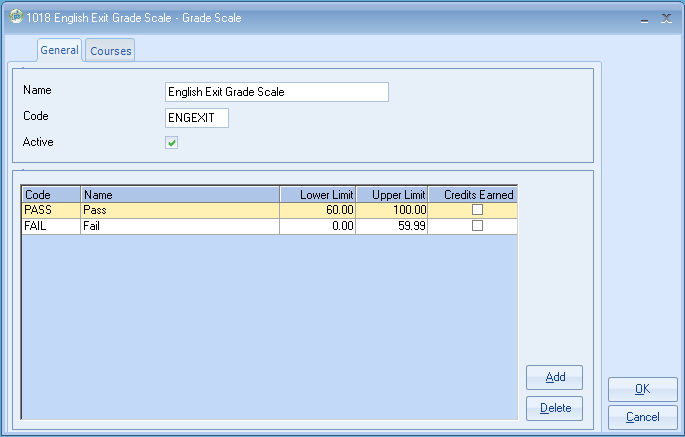 1018 English Exit Grade Scale - Grade Scale
General Courses
Name English Exit Grade Scale
Code ENGEXIT
Active
Code Name Lower Limit Upper Limit Credits Earned
PASS Pass 60.00 100.00
FAIL Fail 0.00 59.99
Add
OK
Delete
Cancel